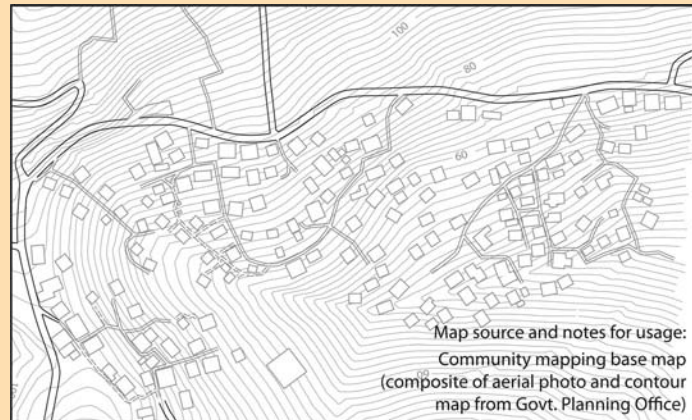 100
80
60
Map source and notes for usage:
Community mapping base map
(composite of aerial photo and contour
map from Govt. Planning Office)